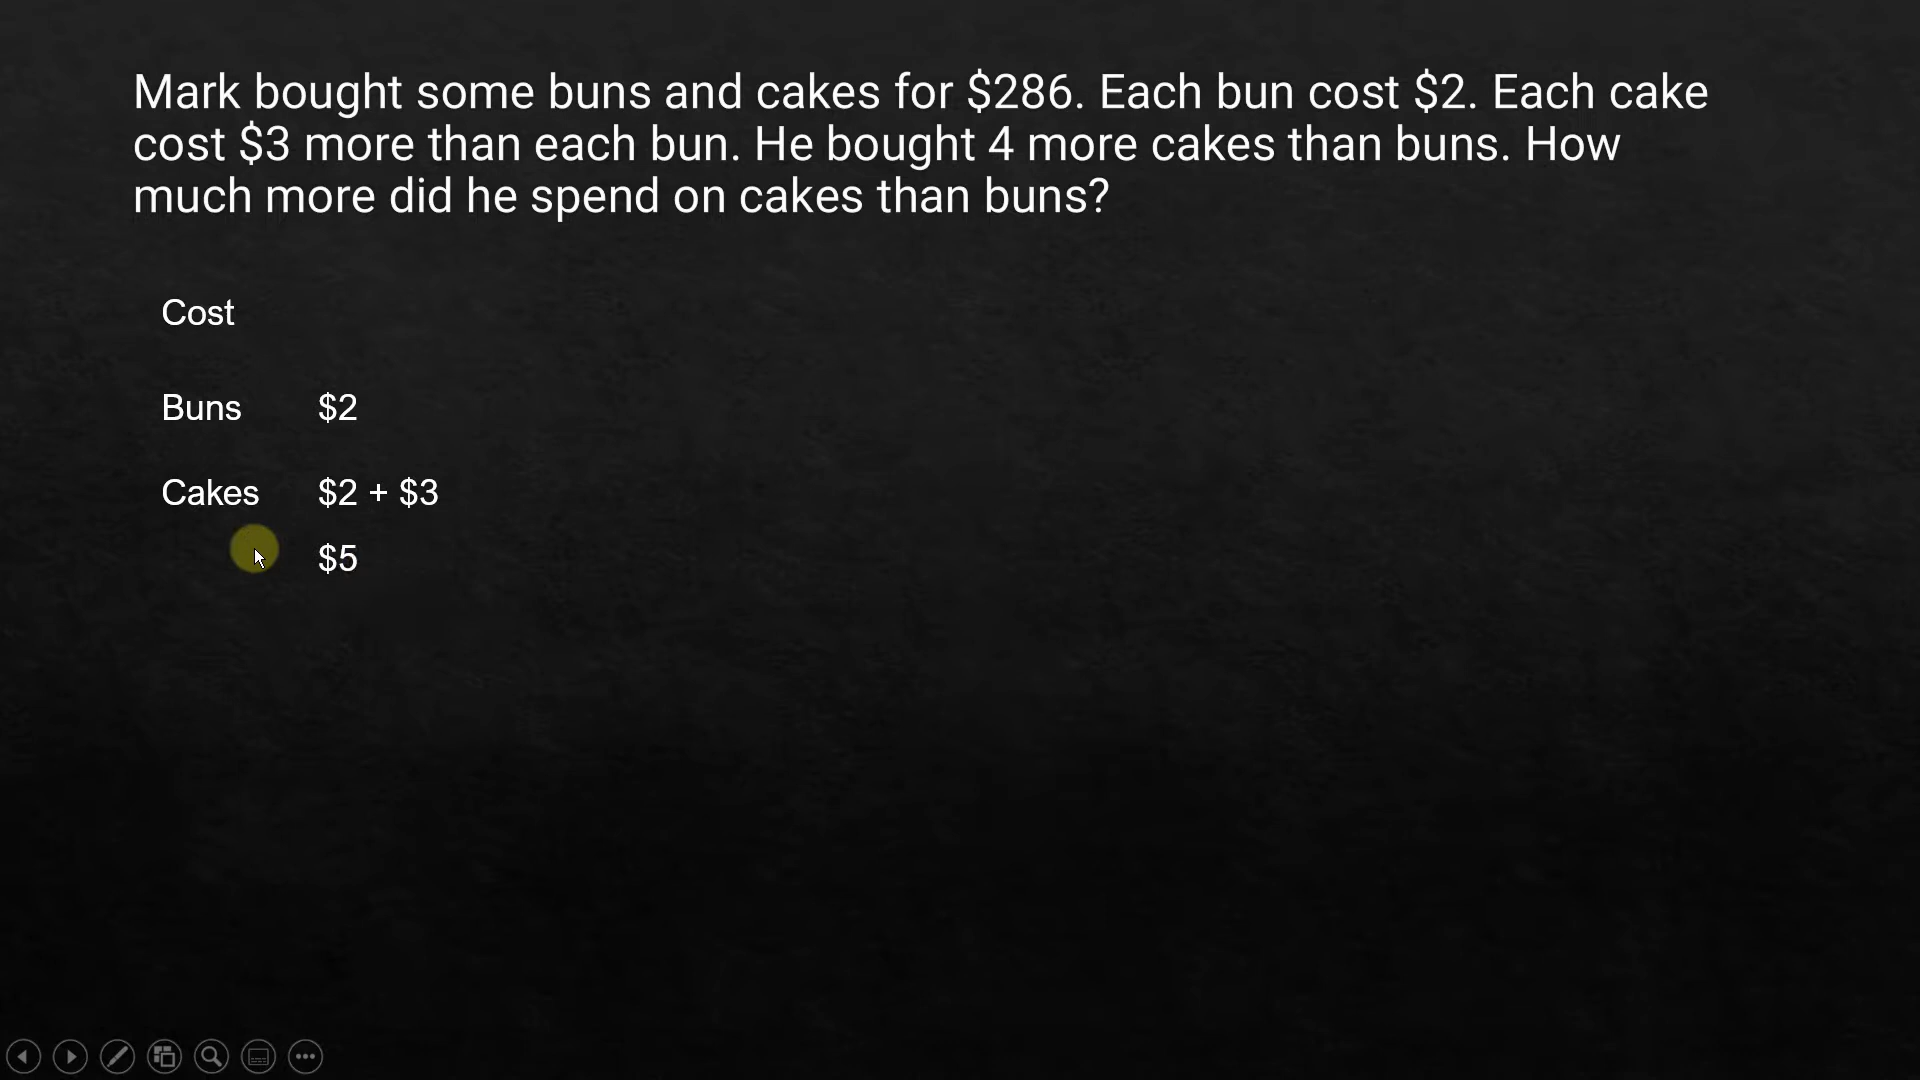 Mark bought some buns and cakes for $286. Each bun cost $2. Each cake
cost $3 more than each bun. He bought 4 more cakes than buns. How
much more did he spend on cakes than buns?
Cost
Buns $2
Cakes $2 + $3
$5